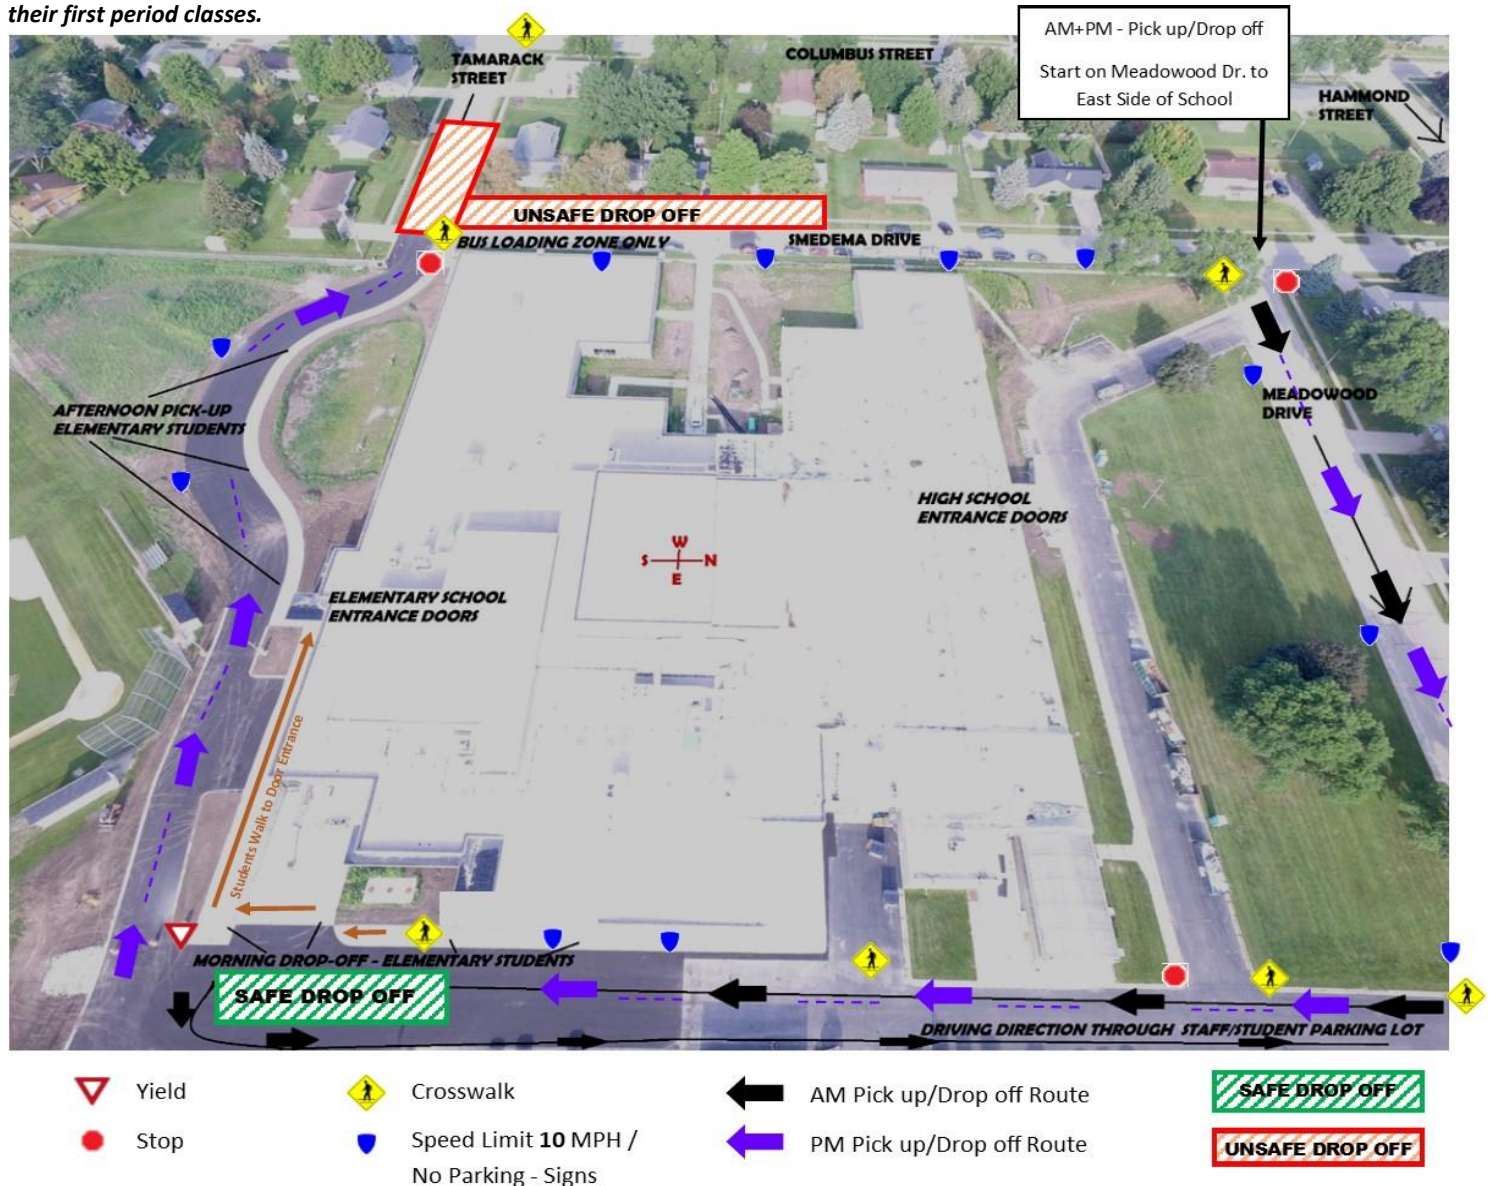 their first period classes.
AM+PM - Pick up/Drop off
Start on Meadowood Dr. to
East Side of School
TAMARACK
STREET
COLUMBUS STREET
HAMMOND
STREET
UNSAFE DROP OFF
BUS LOADING ZONE ONLY
SMEDEMA DRIVE
MEADOWOOD
DRIVE
AFTERNOON PICK-UP
ELEMENTARY STUDENTS
HIGH SCHOOL
ENTRANCE DOORS
W
S N
E
ELEMENTARY SCHOOL
ENTRANCE DOORS
Students Walk to Door Entrance
MORNING DROP-OFF - ELEMENTARY STUDENTS
SAFE DROP OFF
DRIVING DIRECTION THROUGH STAFF/STUDENT PARKING LOT
Yield
Crosswalk
AM Pick up/Drop off Route
SAFE DROP OFF
Stop
Speed Limit 10 MPH /
No Parking - Signs
PM Pick up/Drop off Route
UNSAFE DROP OFF